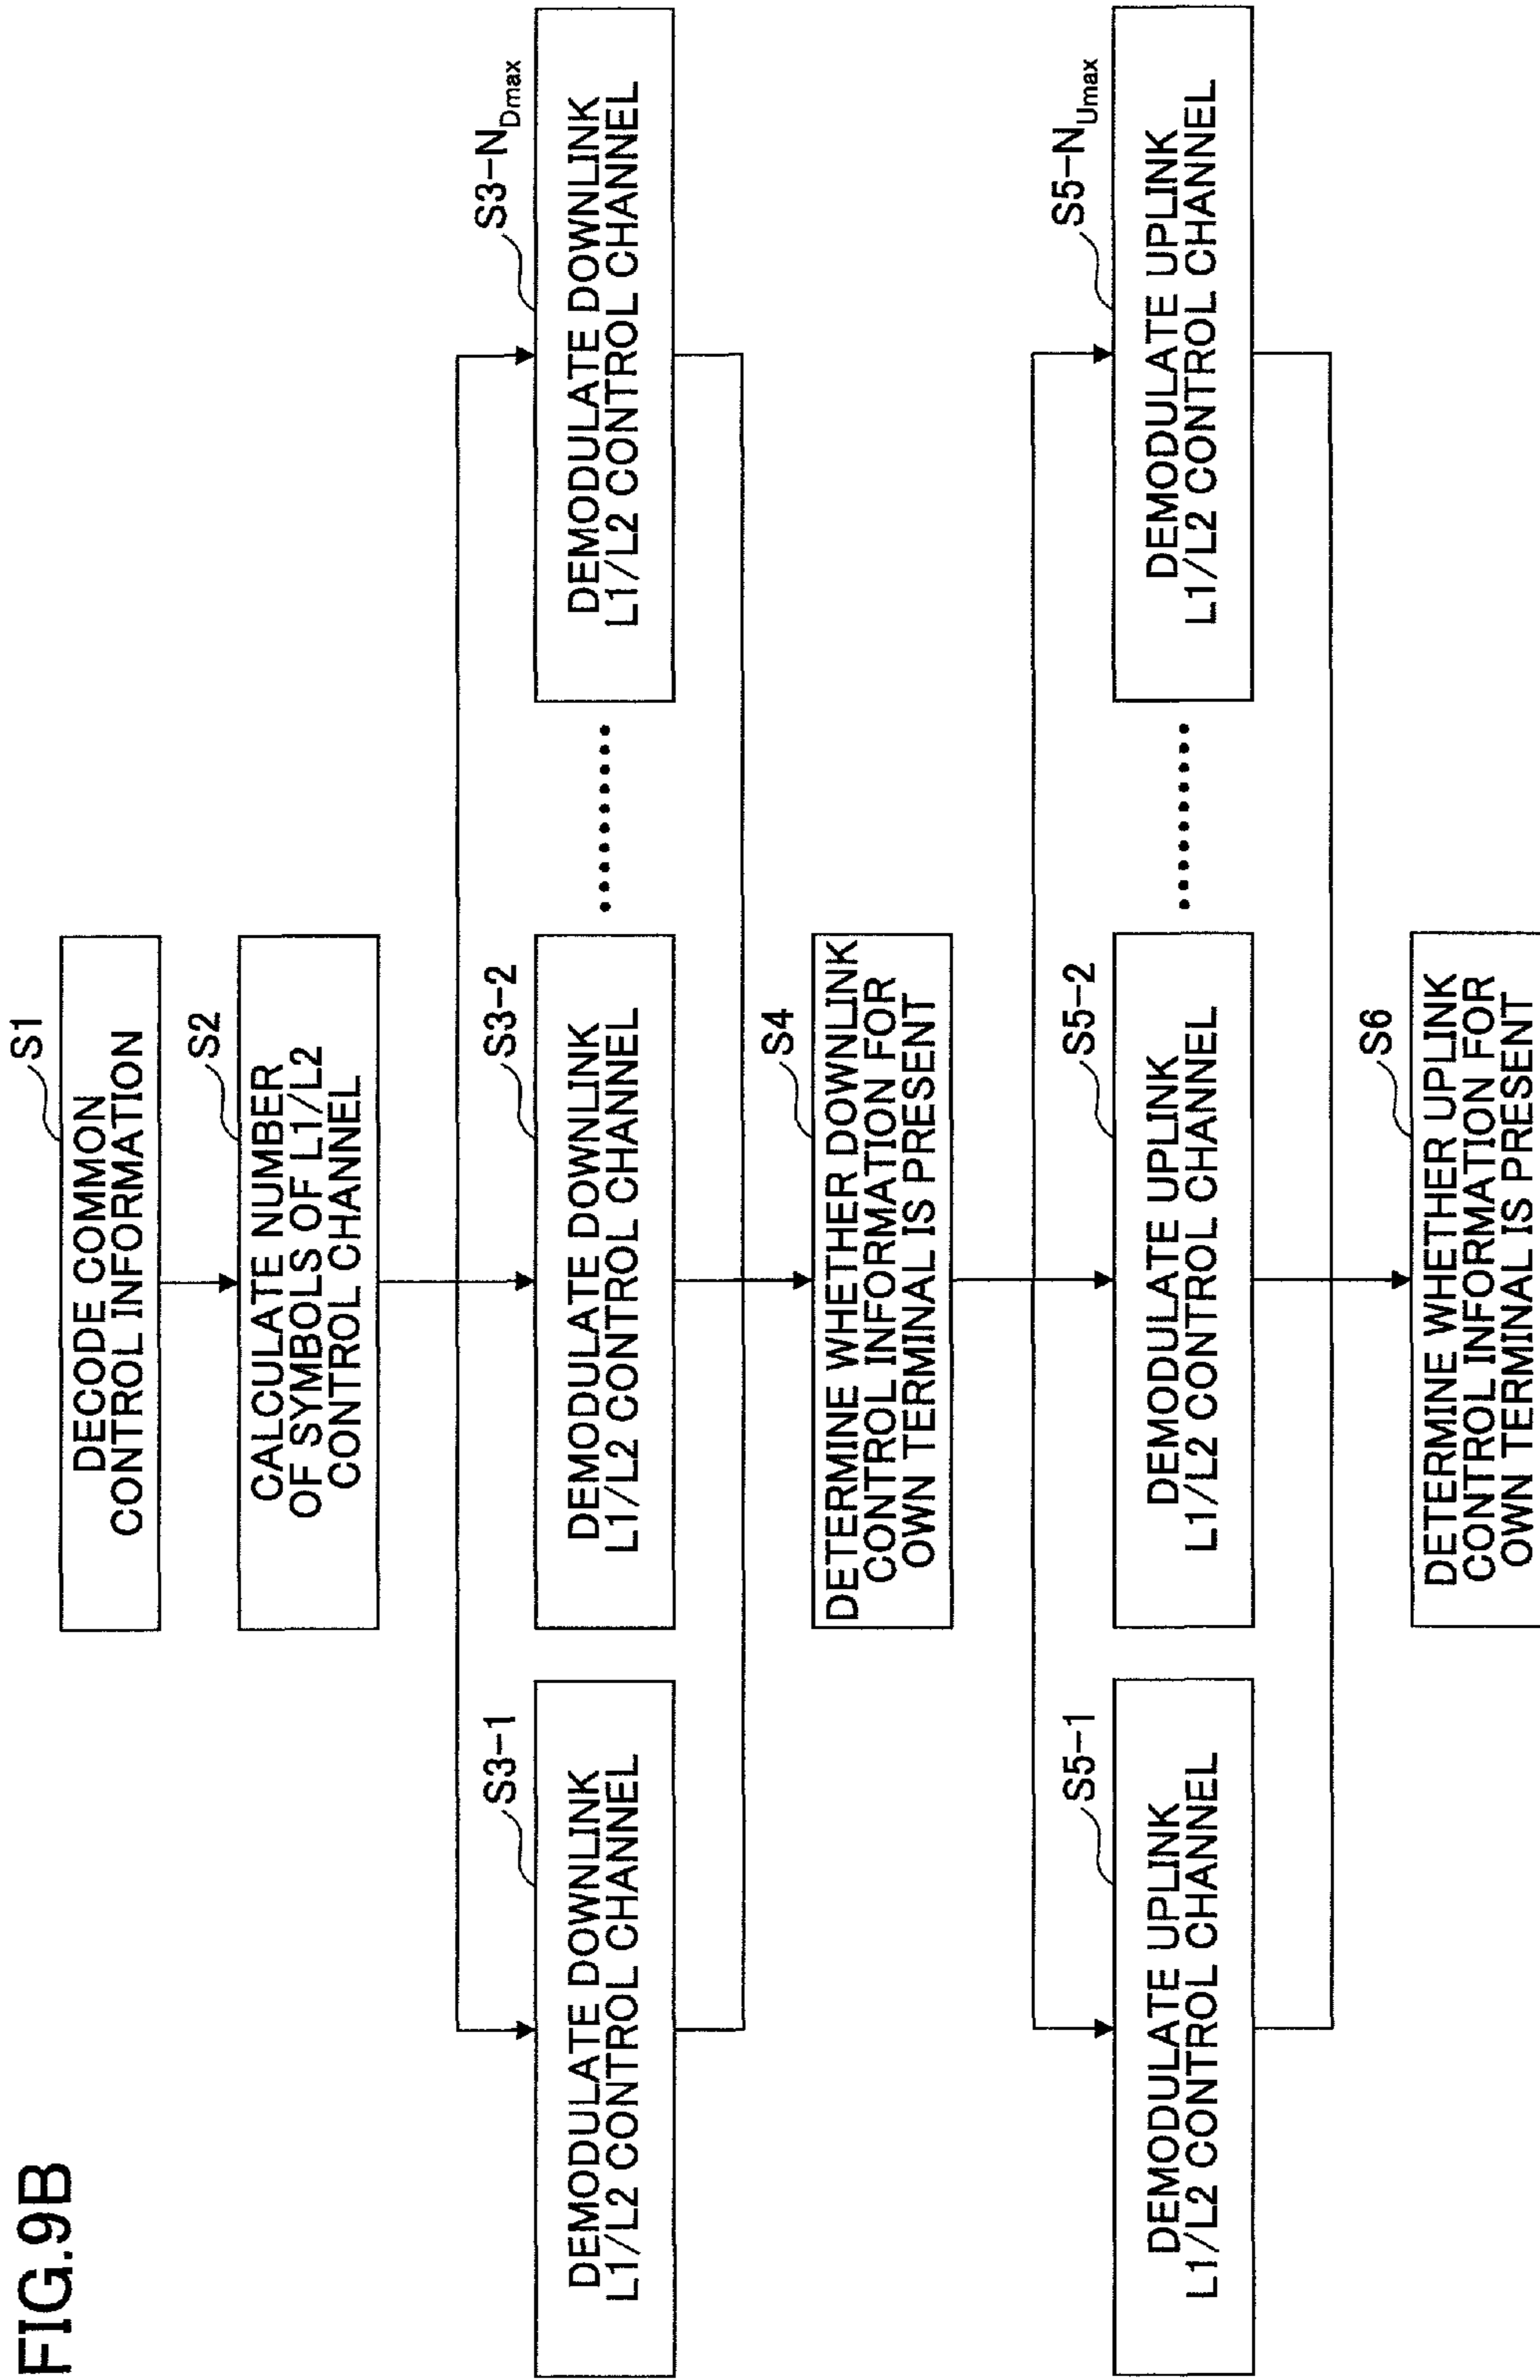 FIG.9B
S1
DECODE COMMON
CONTROL INFORMATION
S2
CALCULATE NUMBER
OF SYMBOLS OF L1/L2
CONTROL CHANNEL
S3-1
DEMODULATE DOWNLINK
L1/L2 CONTROL CHANNEL
S3-2
DEMODULATE DOWNLINK
L1/L2 CONTROL CHANNEL
..........
S3-NDmax
DEMODULATE DOWNLINK
L1/L2 CONTROL CHANNEL
S4
DETERMINE WHETHER DOWNLINK
CONTROL INFORMATION FOR
OWN TERMINAL IS PRESENT
S5-1
DEMODULATE UPLINK
L1/L2 CONTROL CHANNEL
S5-2
DEMODULATE UPLINK
L1/L2 CONTROL CHANNEL
..........
S5-NUmax
DEMODULATE UPLINK
L1/L2 CONTROL CHANNEL
S6
DETERMINE WHETHER UPLINK
CONTROL INFORMATION FOR
OWN TERMINAL IS PRESENT